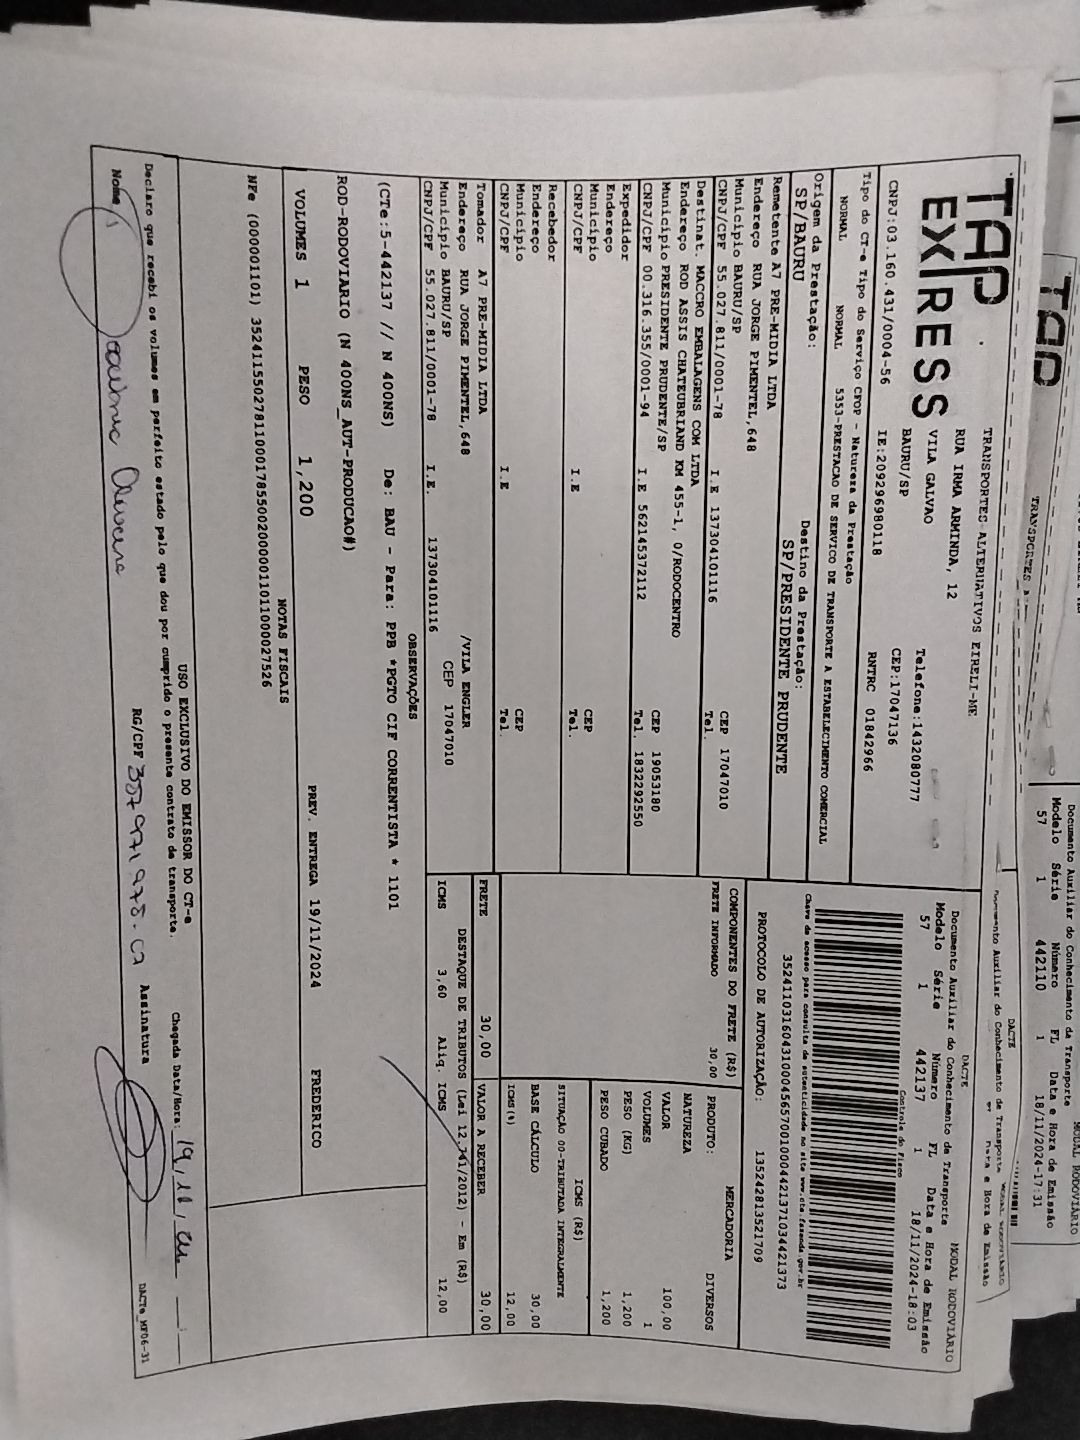 TAP
EXPRESS
TRANSPORTES ALTERNATIVOS EIRELI-ME
RUA IRMA ARMINDA, 12
VILA GALVAO
BAURU/SP
Telefone:1432080777
CEP:17047136
CNPJ:03.160.431/0004-56 IE:209296980118 RNTRC 01842966
DACTE MODAL RODOVIÁRIO
Documento Auxiliar do Conhecimento de Transporte
Modelo Série Número FL Data e Hora de Emissão
57 1 442137 1 18/11/2024-18:03
Controle do Fisco
Tipo do CT-e Tipo do Serviço CFOP - Natureza da Prestação
NORMAL NORMAL 5353-PRESTACAO DE SERVICO DE TRANSPORTE A ESTABELECIMENTO COMERCIAL
Chave de acesso para consulta de autenticidade no site www.cte.fazenda.gov.br
35241103160431000456570010004421371034421373
Origem da Prestação: Destino da Prestação:
SP/BAURU SP/PRESIDENTE PRUDENTE
PROTOCOLO DE AUTORIZAÇÃO: 135242813521709
Remetente A7 PRE-MIDIA LTDA
Endereço RUA JORGE PIMENTEL,648
Município BAURU/SP CEP 17047010
CNPJ/CPF 55.027.811/0001-78 I.E 137304101116 Tel.
Destinat. MACCRO EMBALAGENS COM LTDA
Endereço ROD ASSIS CHATEUBRIAND KM 455-1, 0/RODOCENTRO
Município PRESIDENTE PRUDENTE/SP CEP 19053180
CNPJ/CPF 00.316.355/0001-94 I.E 562145372112 Tel. 1832292550
Expedidor
Endereço
Município CEP
CNPJ/CPF I.E Tel.
Recebedor
Endereço
Município CEP
CNPJ/CPF I.E Tel.
Tomador A7 PRE-MIDIA LTDA
Endereço RUA JORGE PIMENTEL,648 /VILA ENGLER
Município BAURU/SP CEP 17047010
CNPJ/CPF 55.027.811/0001-78 I.E. 137304101116
COMPONENTES DO FRETE (R$)
FRETE INFORMADO 30,00
PRODUTO: MERCADORIA
NATUREZA DIVERSOS
VALOR 100,00
VOLUMES 1
PESO (KG) 1,200
PESO CUBADO 1,200
ICMS (R$)
SITUAÇÃO 00-TRIBUTADA INTEGRALMENTE
BASE CÁLCULO 30,00
ICMS(%) 12,00
FRETE 30,00 VALOR A RECEBER 30,00
DESTAQUE DE TRIBUTOS (Lei 12.741/2012) - Em (R$)
ICMS 3,60 Aliq. ICMS 12,00
OBSERVAÇÕES
(CTe:5-442137 // N 400NS) De: BAU - Para: PPB *PGTO CIF CORRENTISTA * 1101
ROD-RODOVIARIO (N 400NS_AUT-PRODUCAO#)
VOLUMES 1 PESO 1,200 PREV. ENTREGA 19/11/2024 FREDERICO
NOTAS FISCAIS
NFe (000001101) 35241155027811000178550020000011011000027526
USO EXCLUSIVO DO EMISSOR DO CT-e
Declaro que recebi os volumes em perfeito estado pelo que dou por cumprido o presente contrato de transporte.
Chegada Data/Hora: 19/11/
Nome RG/CPF Assinatura
DACTe_MF06-31
TAP
TRANSPORTES
MODAL RODOVIÁRIO
Documento Auxiliar do Conhecimento de Transporte
Modelo Série Número FL Data e Hora de Emissão
57 1 442110 1 18/11/2024-17:31
DACTE
Documento Auxiliar do Conhecimento de Transporte
Data e Hora de Emissão